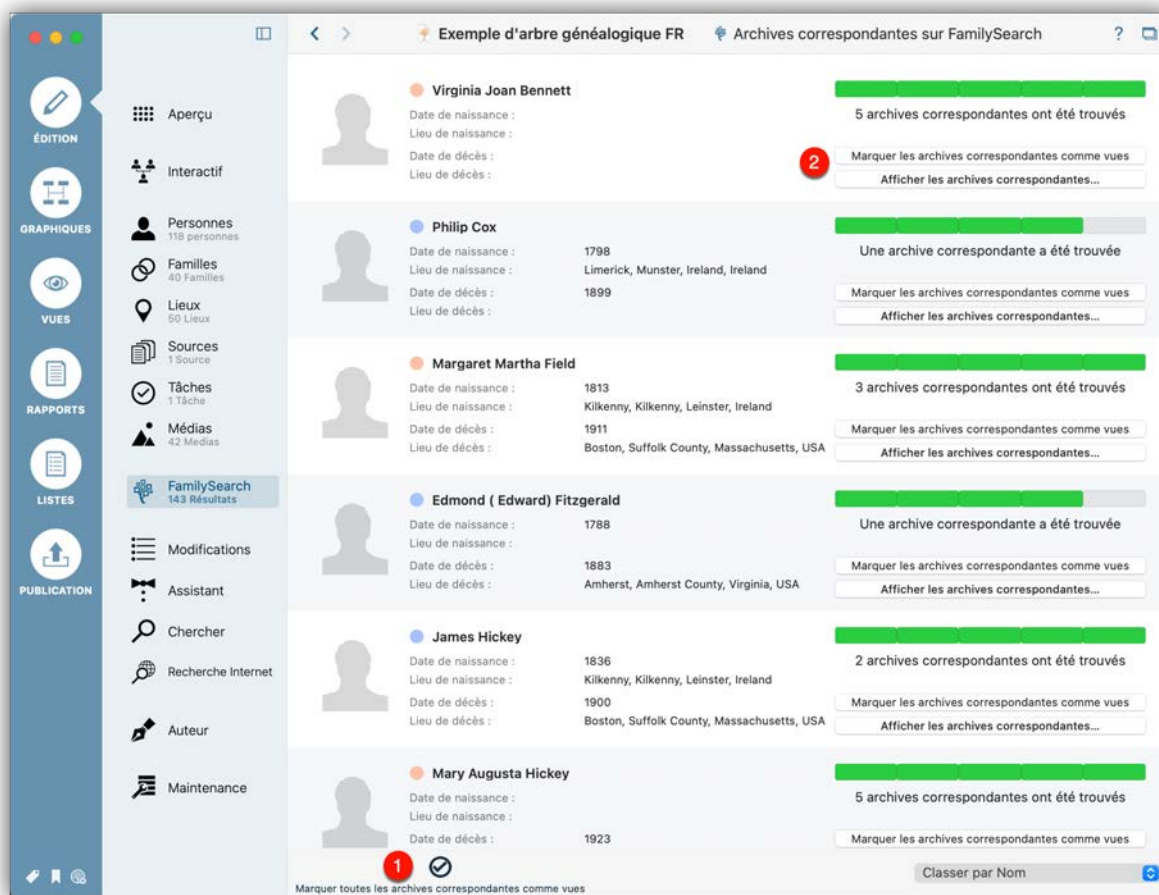 Exemple d'arbre généalogique FR
Archives correspondantes sur FamilySearch
?
ÉDITION
GRAPHIQUES
VUES
RAPPORTS
LISTES
PUBLICATION
Aperçu
Interactif
Personnes
118 personnes
Familles
40 Familles
Lieux
50 Lieux
Sources
1 Source
Tâches
1 Tâche
Médias
42 Medias
FamilySearch
143 Résultats
Modifications
Assistant
Chercher
Recherche Internet
Auteur
Maintenance
Virginia Joan Bennett
Date de naissance :
Lieu de naissance :
Date de décès :
Lieu de décès :
5 archives correspondantes ont été trouvés
2
Marquer les archives correspondantes comme vues
Afficher les archives correspondantes...
Philip Cox
Date de naissance : 1798
Lieu de naissance : Limerick, Munster, Ireland, Ireland
Date de décès : 1899
Lieu de décès :
Une archive correspondante a été trouvée
Marquer les archives correspondantes comme vues
Afficher les archives correspondantes...
Margaret Martha Field
Date de naissance : 1813
Lieu de naissance : Kilkenny, Kilkenny, Leinster, Ireland
Date de décès : 1911
Lieu de décès : Boston, Suffolk County, Massachusetts, USA
3 archives correspondantes ont été trouvés
Marquer les archives correspondantes comme vues
Afficher les archives correspondantes...
Edmond ( Edward) Fitzgerald
Date de naissance : 1788
Lieu de naissance :
Date de décès : 1883
Lieu de décès : Amherst, Amherst County, Virginia, USA
Une archive correspondante a été trouvée
Marquer les archives correspondantes comme vues
Afficher les archives correspondantes...
James Hickey
Date de naissance : 1836
Lieu de naissance : Kilkenny, Kilkenny, Leinster, Ireland
Date de décès : 1900
Lieu de décès : Boston, Suffolk County, Massachusetts, USA
2 archives correspondantes ont été trouvés
Marquer les archives correspondantes comme vues
Afficher les archives correspondantes...
Mary Augusta Hickey
Date de naissance :
Lieu de naissance :
Date de décès : 1923
5 archives correspondantes ont été trouvés
Marquer les archives correspondantes comme vues
1
Marquer toutes les archives correspondantes comme vues
Classer par Nom